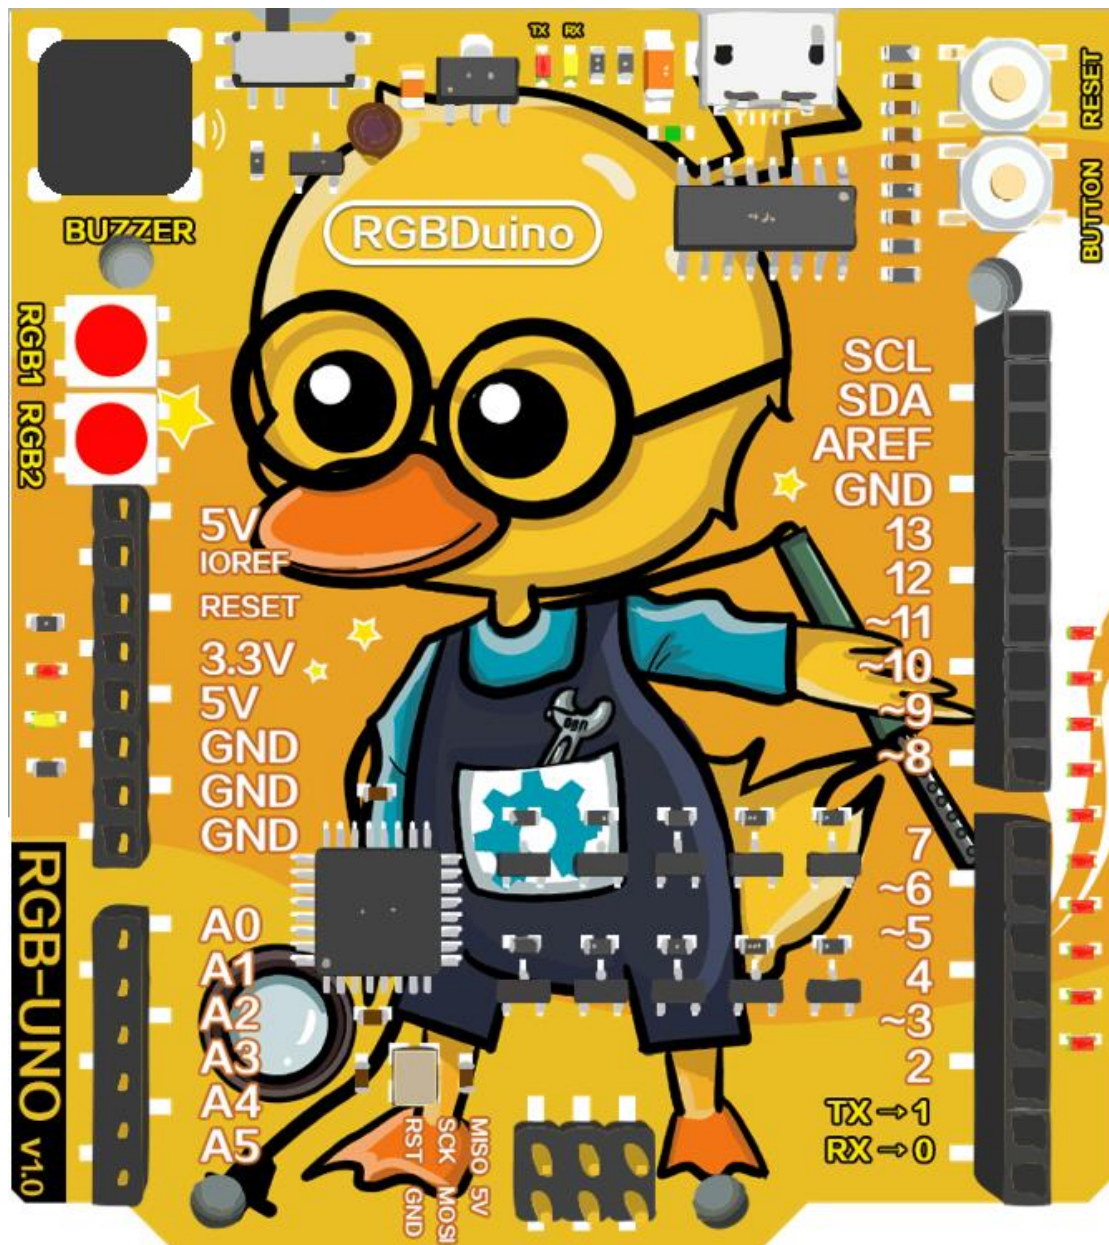 TX RX
RESET
BUTTON
BUZZER
RGBDuino
RGB1 RGB2
5V
IOREF
RESET
3.3V
5V
GND
GND
GND
A0
A1
A2
A3
A4
A5
RGB-UNO v1.0
SCL
SDA
AREF
GND
13
12
~11
~10
~9
~8
7
~6
~5
4
~3
2
TX→1
RX→0
MISO 5V
SCK MOSI
RST GND